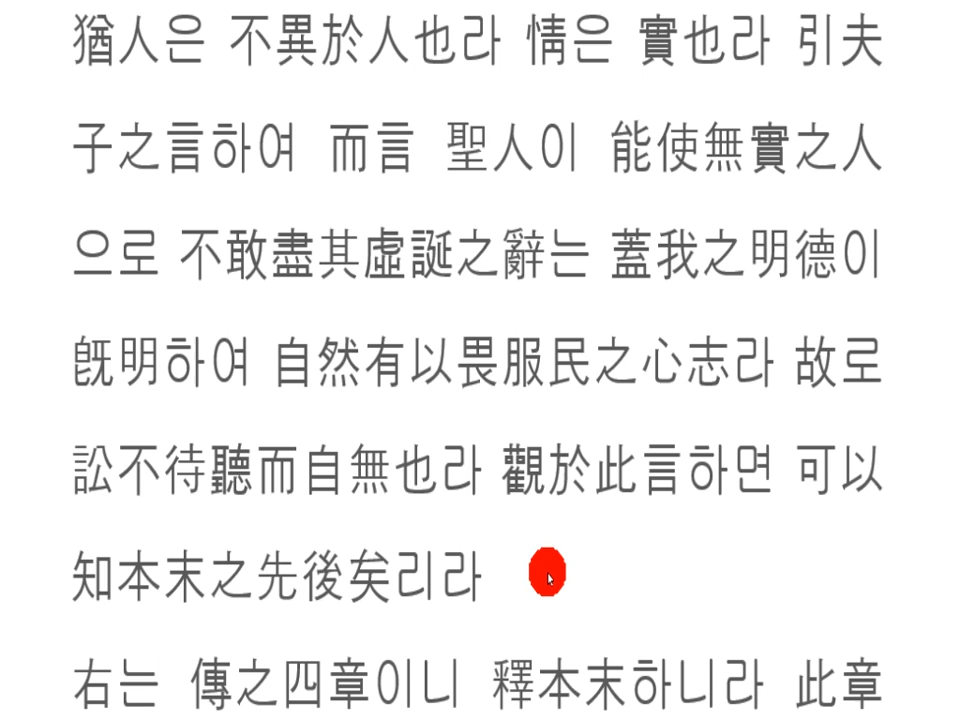 猶人은 不異於人也라 情은 實也라 引夫
子之言하여 而言 聖人이 能使無實之人
으로 不敢盡其虛誕之辭는 蓋我之明德이
旣明하여 自然有以畏服民之心志라 故로
訟不待聽而自無也라 觀於此言하면 可以
知本末之先後矣리라
右는 傳之四章이니 釋本末하니라 此章